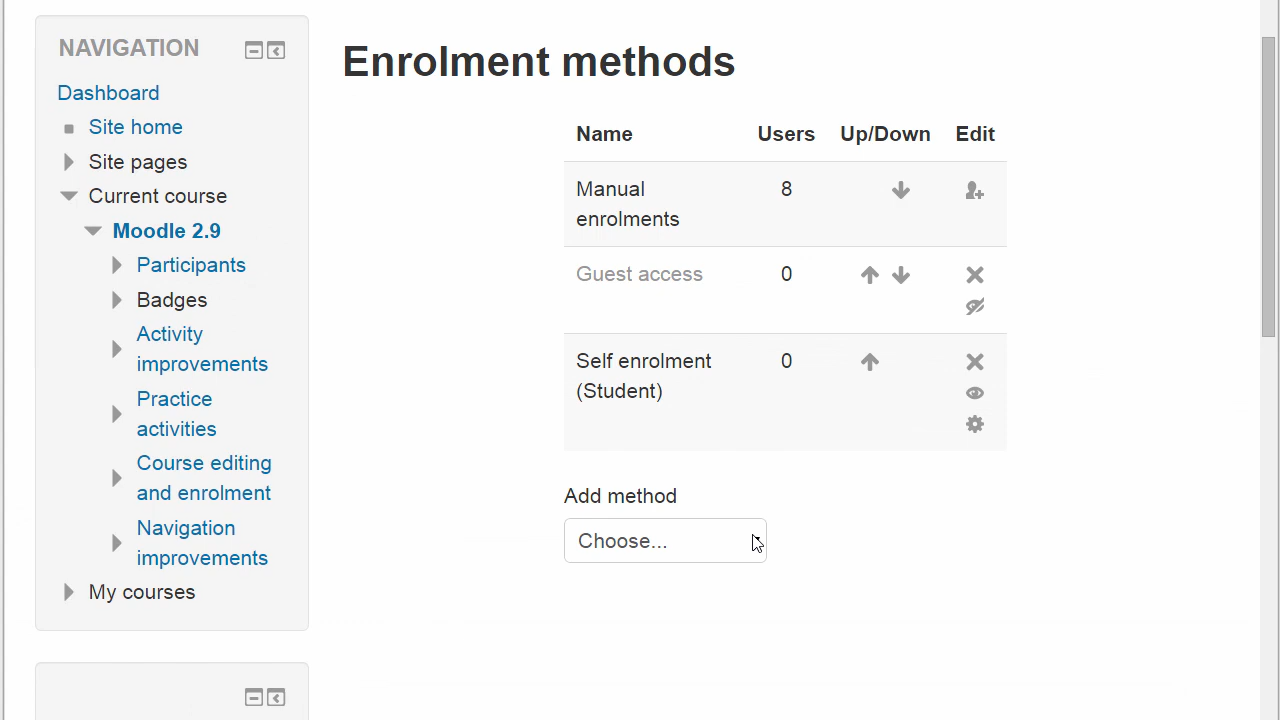 NAVIGATION
Dashboard
Site home
Site pages
Current course
Moodle 2.9
Participants
Badges
Activity
improvements
Practice
activities
Course editing
and enrolment
Navigation
improvements
My courses
Enrolment methods
Name Users Up/Down Edit
Manual 8
enrolments
Guest access 0
Self enrolment 0
(Student)
Add method
Choose...